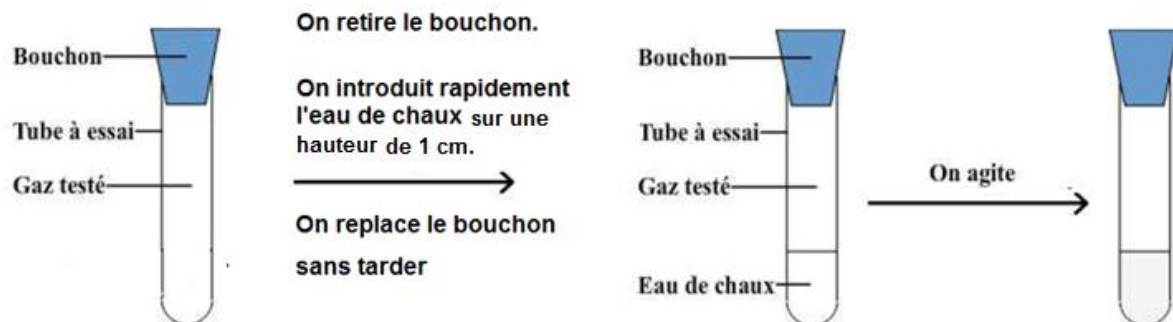 Bouchon
Tube à essai
Gaz testé
On retire le bouchon.
On introduit rapidement
l'eau de chaux sur une
hauteur de 1 cm.
On replace le bouchon
sans tarder
Bouchon
Tube à essai
Gaz testé
Eau de chaux
On agite